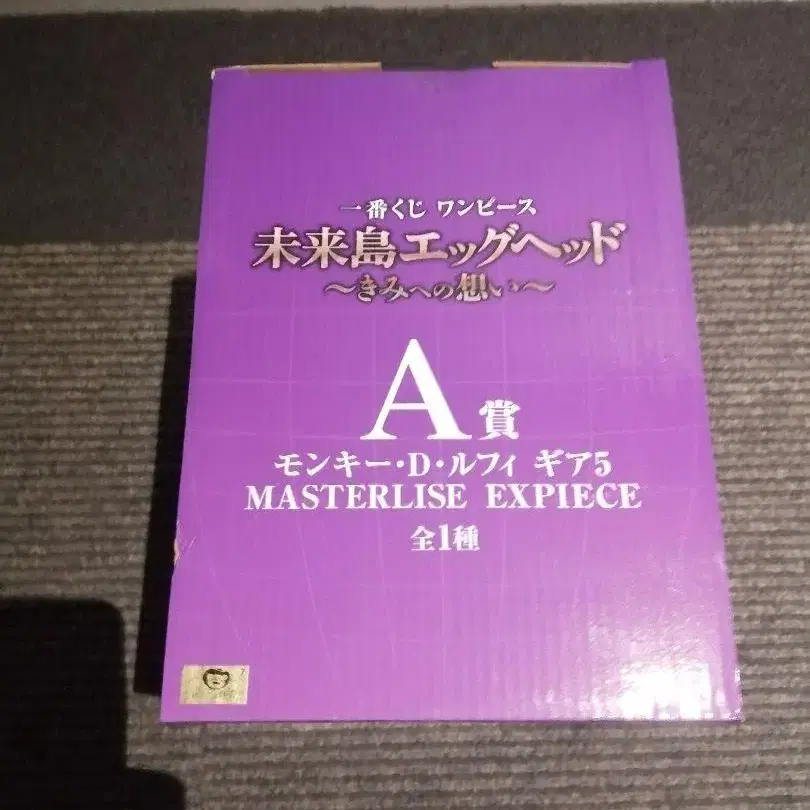 一番くじ ワンピース
未来島エッグヘッド
～きみへの想い～
A賞
モンキー・D・ルフィ ギア5
MASTERLISE EXPIECE
全1種